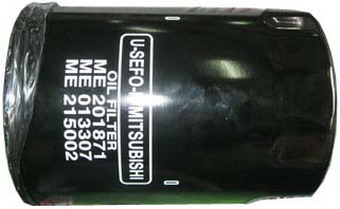 U-SEFO-U/MITSUBISHI
OIL FILTER
ME 201871
ME 013307
ME 215002